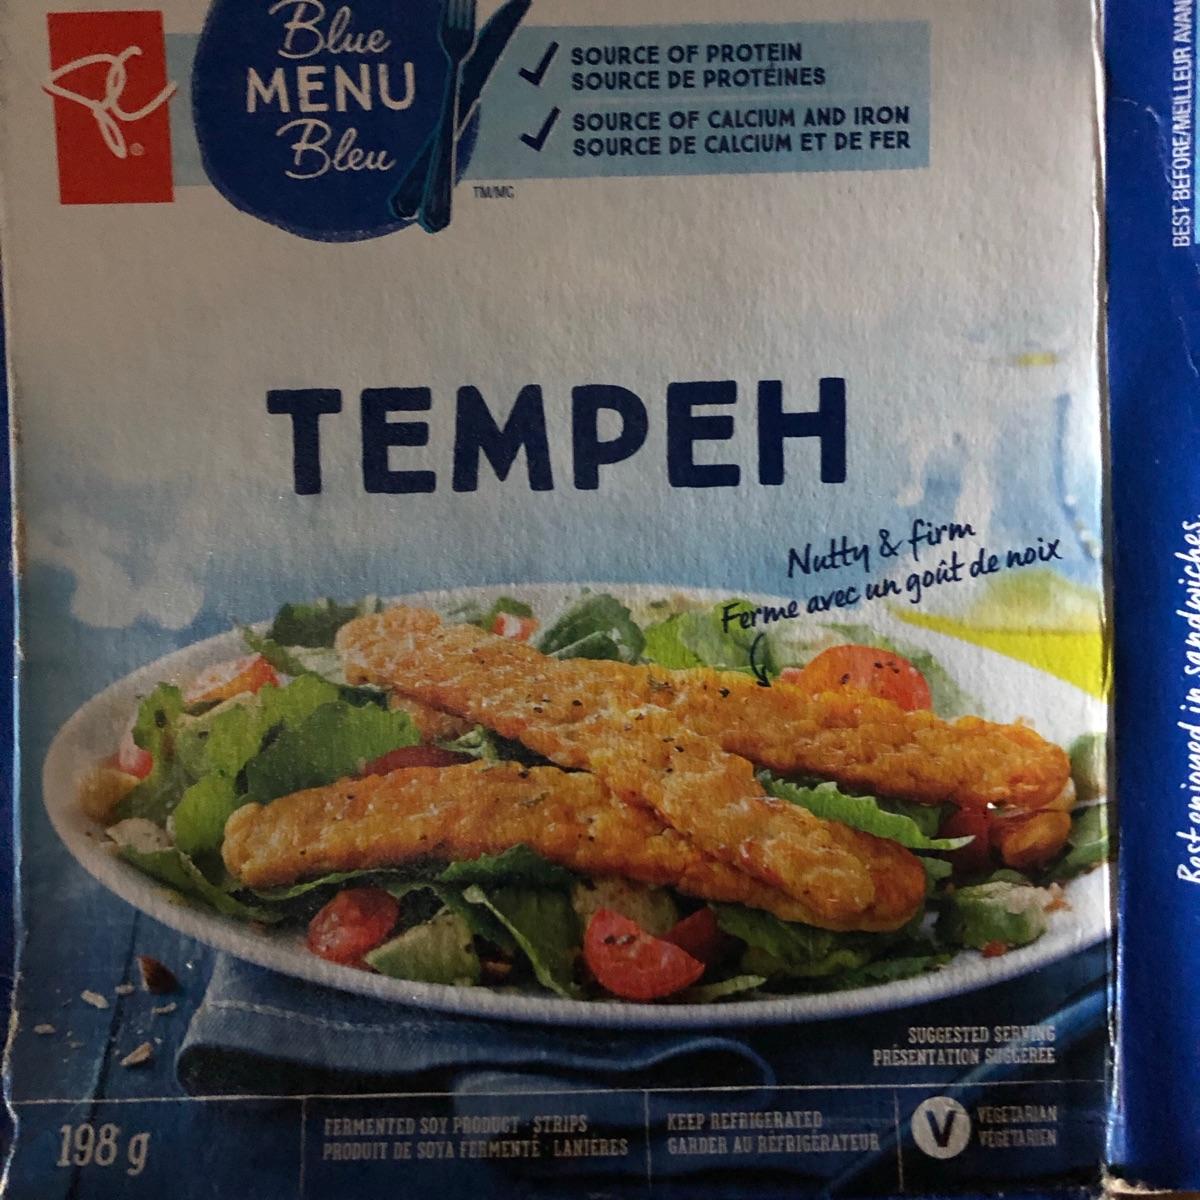 Blue
MENU
Bleu
PC®
TM/MC
SOURCE OF PROTEIN
SOURCE DE PROTÉINES
SOURCE OF CALCIUM AND IRON
SOURCE DE CALCIUM ET DE FER
TEMPEH
Nutty & firm
Ferme avec un goût de noix
SUGGESTED SERVING
PRÉSENTATION SUGGÉRÉE
198 g
FERMENTED SOY PRODUCT · STRIPS
PRODUIT DE SOYA FERMENTÉ · LANIÈRES
KEEP REFRIGERATED
GARDER AU RÉFRIGÉRATEUR
V
VEGETARIAN
VÉGÉTARIEN
BEST BEFORE/MEILLEUR AVAN
Best enjoyed in sandwiches